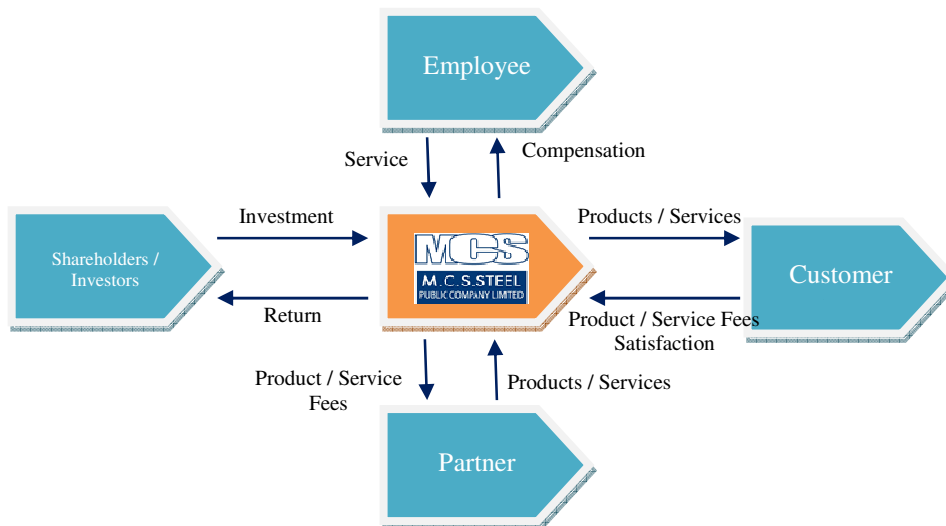 Employee
Service
Compensation
Shareholders /
Investors
Investment
Return
MCS
M.C.S.STEEL
PUBLIC COMPANY LIMITED
Products / Services
Customer
Product / Service Fees
Satisfaction
Product / Service
Fees
Products / Services
Partner